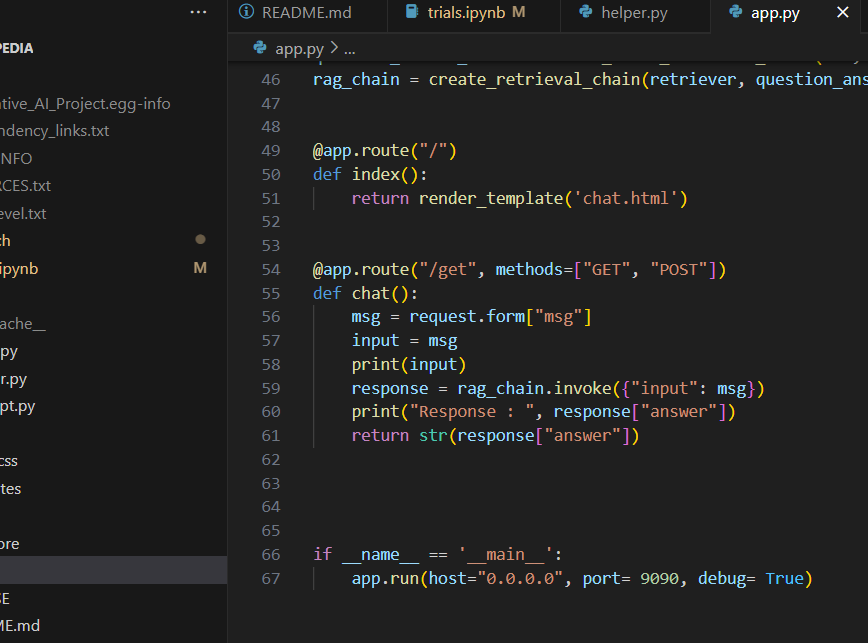 README.md
trials.ipynb M
helper.py
app.py
PEDIA
app.py > ...
ative_AI_Project.egg-info
ndency_links.txt
NFO
RCES.txt
evel.txt
ch
ipynb M
ache__
py
r.py
pt.py
css
tes
ore
SE
ME.md
46 rag_chain = create_retrieval_chain(retriever, question_ans
47
48
49 @app.route("/")
50 def index():
51 return render_template('chat.html')
52
53
54 @app.route("/get", methods=["GET", "POST"])
55 def chat():
56 msg = request.form["msg"]
57 input = msg
58 print(input)
59 response = rag_chain.invoke({"input": msg})
60 print("Response : ", response["answer"])
61 return str(response["answer"])
62
63
64
65
66 if __name__ == '__main__':
67 app.run(host="0.0.0.0", port= 9090, debug= True)